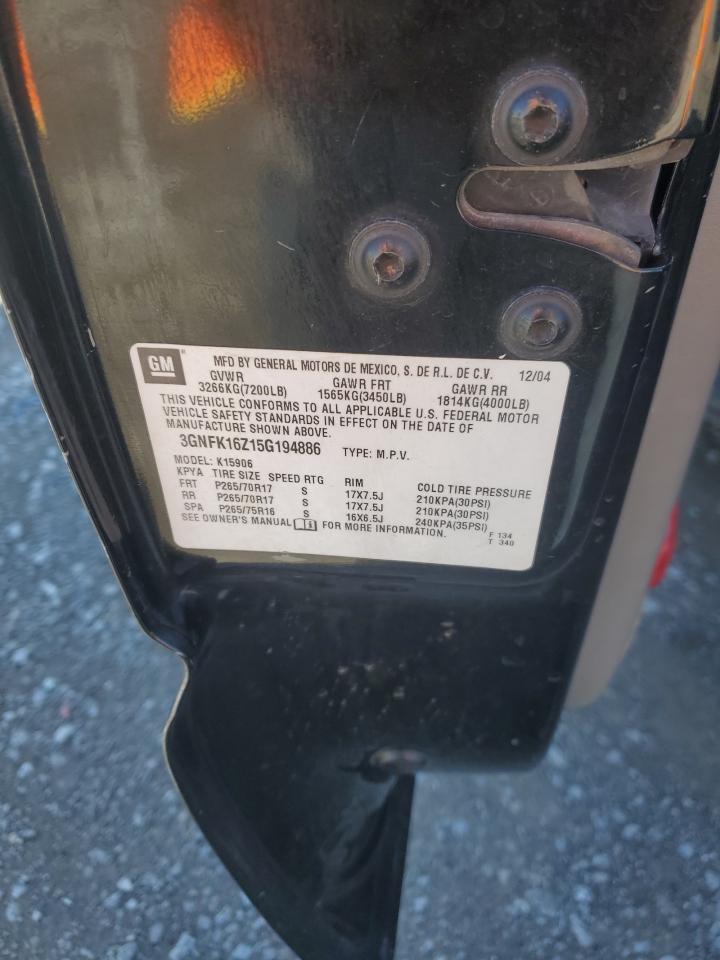 GM MFD BY GENERAL MOTORS DE MEXICO, S. DE R.L. DE C.V. 12/04
GVWR GAWR FRT GAWR RR
3266KG(7200LB) 1565KG(3450LB) 1814KG(4000LB)
THIS VEHICLE CONFORMS TO ALL APPLICABLE U.S. FEDERAL MOTOR
VEHICLE SAFETY STANDARDS IN EFFECT ON THE DATE OF
MANUFACTURE SHOWN ABOVE.
3GNFK16Z15G194886 TYPE: M.P.V.
MODEL: K15906
KPYA TIRE SIZE SPEED RTG RIM COLD TIRE PRESSURE
FRT P265/70R17 S 17X7.5J 210KPA(30PSI)
RR P265/70R17 S 17X7.5J 210KPA(30PSI)
SPA P265/75R16 S 16X6.5J 240KPA(35PSI)
SEE OWNER'S MANUAL FOR MORE INFORMATION. F 134
T 340